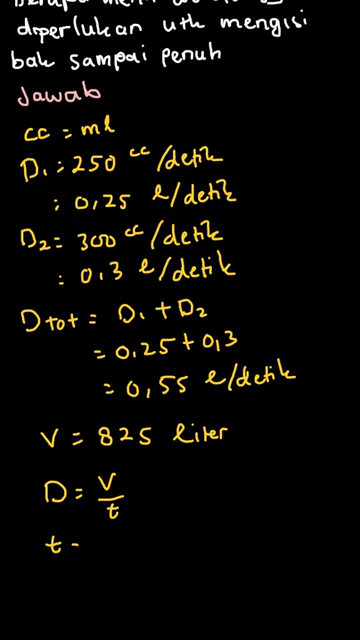 diperlukan utk mengisi
bak sampai penuh
Jawab
cc = ml
D₁ = 250 cc/detik
= 0,25 l/detik
D₂ = 300 cc/detik
= 0,3 l/detik
Dtot = D₁ + D₂
= 0,25 + 0,3
= 0,55 l/detik
V = 825 liter
D = V/t
t =